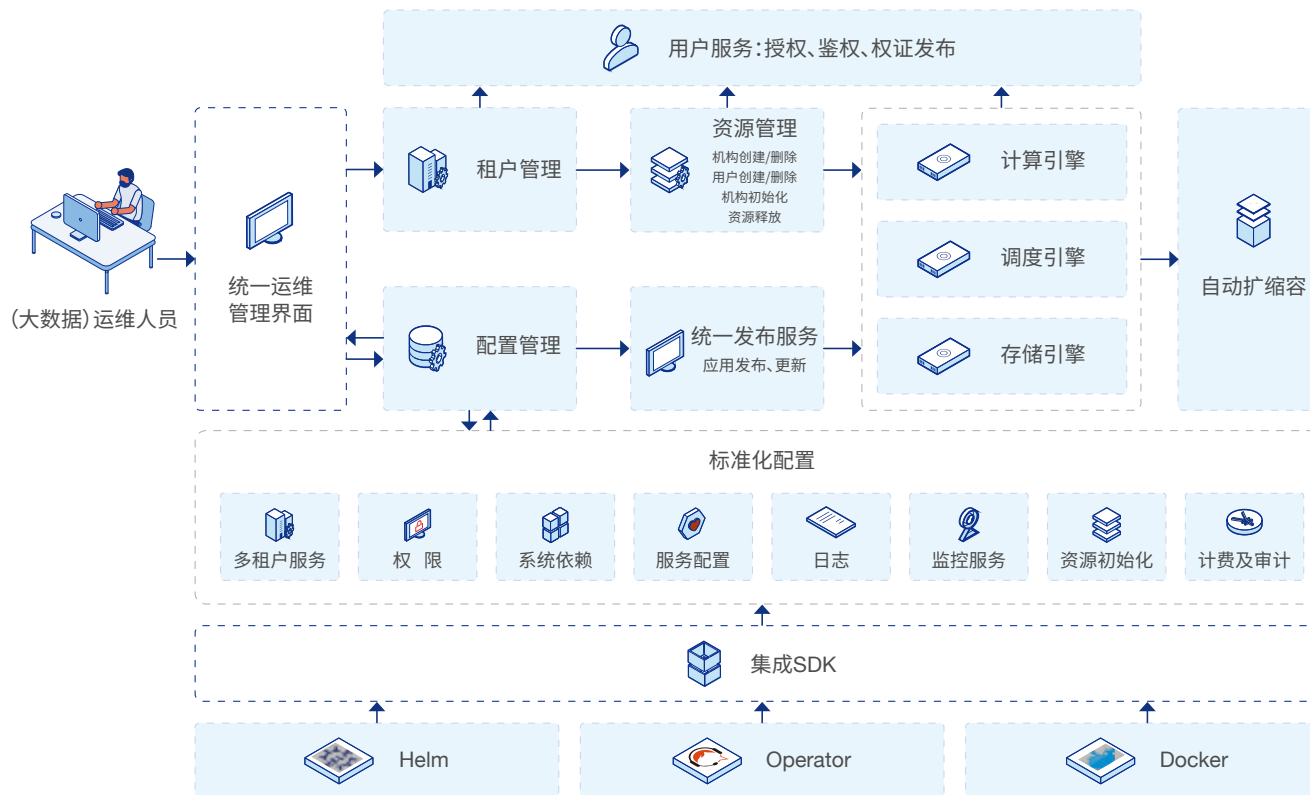 用户服务：授权、鉴权、权证发布
租户管理
资源管理
机构创建/删除
用户创建/删除
机构初始化
资源释放
计算引擎
调度引擎
存储引擎
自动扩缩容
（大数据）运维人员
统一运维
管理界面
配置管理
统一发布服务
应用发布、更新
标准化配置
多租户服务
权 限
系统依赖
服务配置
日志
监控服务
资源初始化
计费及审计
集成SDK
Helm
Operator
Docker